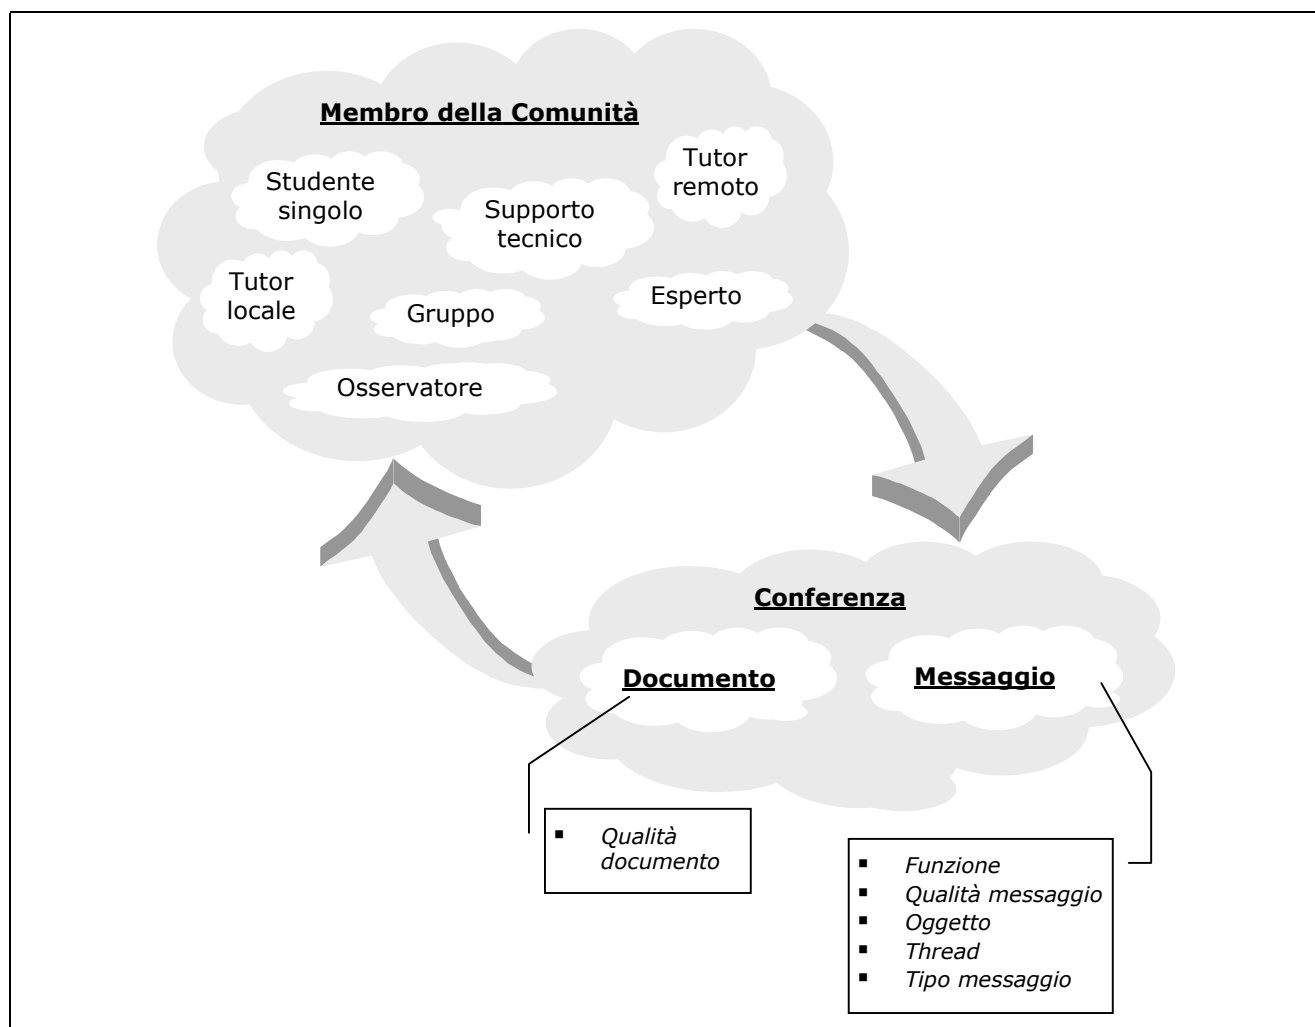 Membro della Comunità
Tutor
remoto
Studente
singolo
Supporto
tecnico
Tutor
locale
Esperto
Gruppo
Osservatore
Conferenza
Documento
Messaggio
▪ Qualità
documento
▪ Funzione
▪ Qualità messaggio
▪ Oggetto
▪ Thread
▪ Tipo messaggio